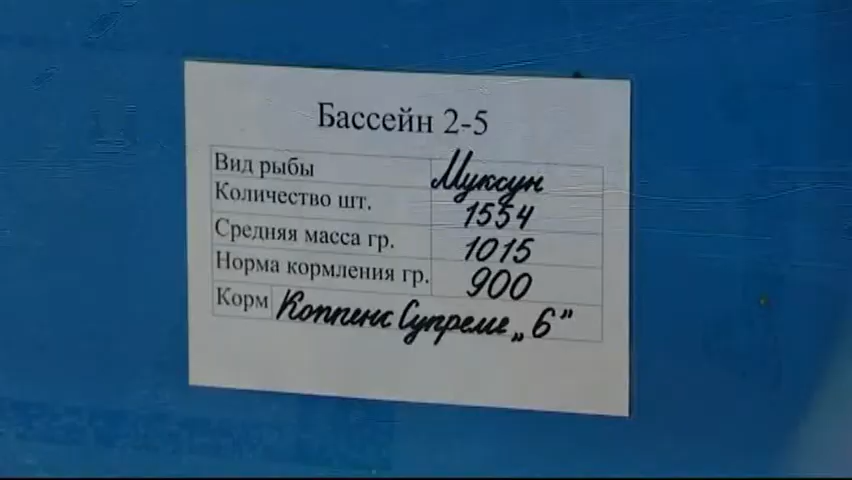 Бассейн 2-5
Вид рыбы Муксун
Количество шт. 1554
Средняя масса гр. 1015
Норма кормления гр. 900
Корм Коппенс Супреме „6”